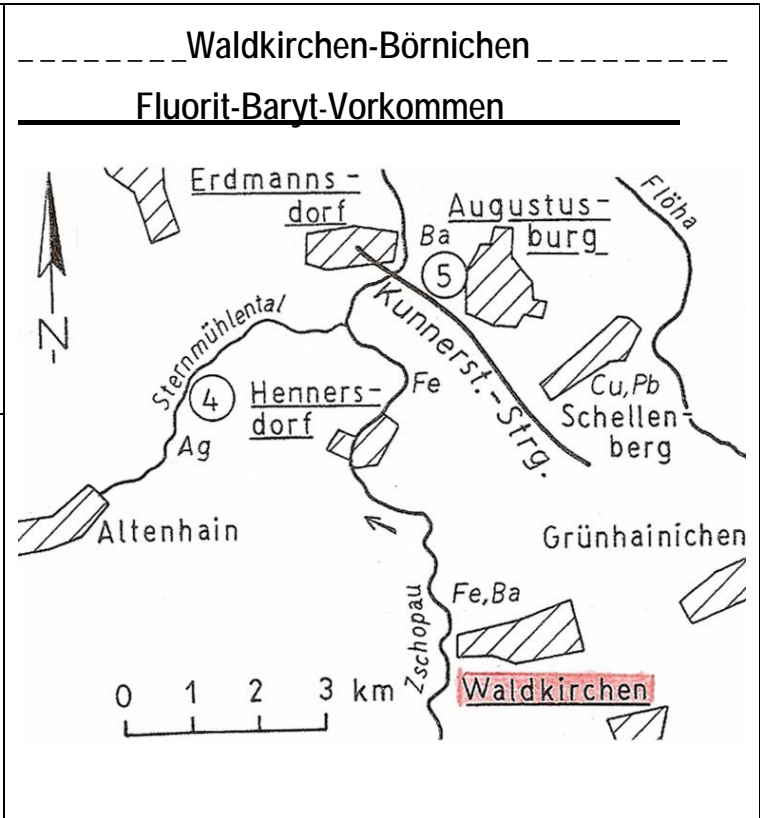 Waldkirchen-Börnichen
Fluorit-Baryt-Vorkommen
Erdmanns-
dorf
Augustus-
burg
Flöha
Ba
5
Kunnerst.-Strg.
N
Sternmühlental
4
Henners-
dorf
Fe
Cu, Pb
Schellen-
berg
Ag
Altenhain
Grünhainichen
Zschopau
Fe, Ba
Waldkirchen
0 1 2 3 km